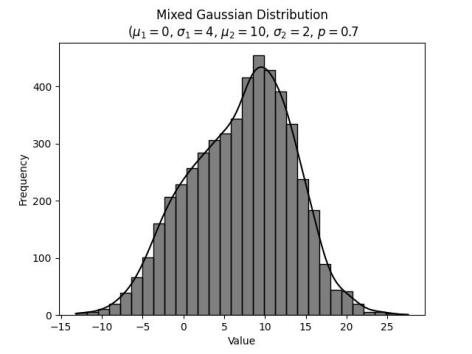 Mixed Gaussian Distribution
(μ₁ = 0, σ₁ = 4, μ₂ = 10, σ₂ = 2, p = 0.7
400
300
200
100
0
Frequency
−15 −10 −5 0 5 10 15 20 25
Value